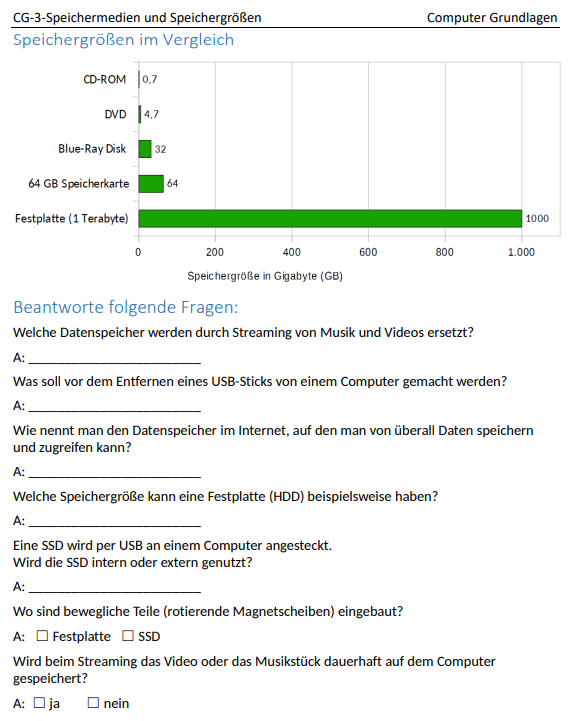 CG-3-Speichermedien und Speichergrößen Computer Grundlagen
Speichergrößen im Vergleich
CD-ROM 0,7
DVD 4,7
Blue-Ray Disk 32
64 GB Speicherkarte 64
Festplatte (1 Terabyte) 1000
0 200 400 600 800 1.000
Speichergröße in Gigabyte (GB)
Beantworte folgende Fragen:
Welche Datenspeicher werden durch Streaming von Musik und Videos ersetzt?
A: ________________________
Was soll vor dem Entfernen eines USB-Sticks von einem Computer gemacht werden?
A: ________________________
Wie nennt man den Datenspeicher im Internet, auf den man von überall Daten speichern
und zugreifen kann?
A: ________________________
Welche Speichergröße kann eine Festplatte (HDD) beispielsweise haben?
A: ________________________
Eine SSD wird per USB an einem Computer angesteckt.
Wird die SSD intern oder extern genutzt?
A: ________________________
Wo sind bewegliche Teile (rotierende Magnetscheiben) eingebaut?
A: ☐ Festplatte ☐ SSD
Wird beim Streaming das Video oder das Musikstück dauerhaft auf dem Computer
gespeichert?
A: ☐ ja ☐ nein